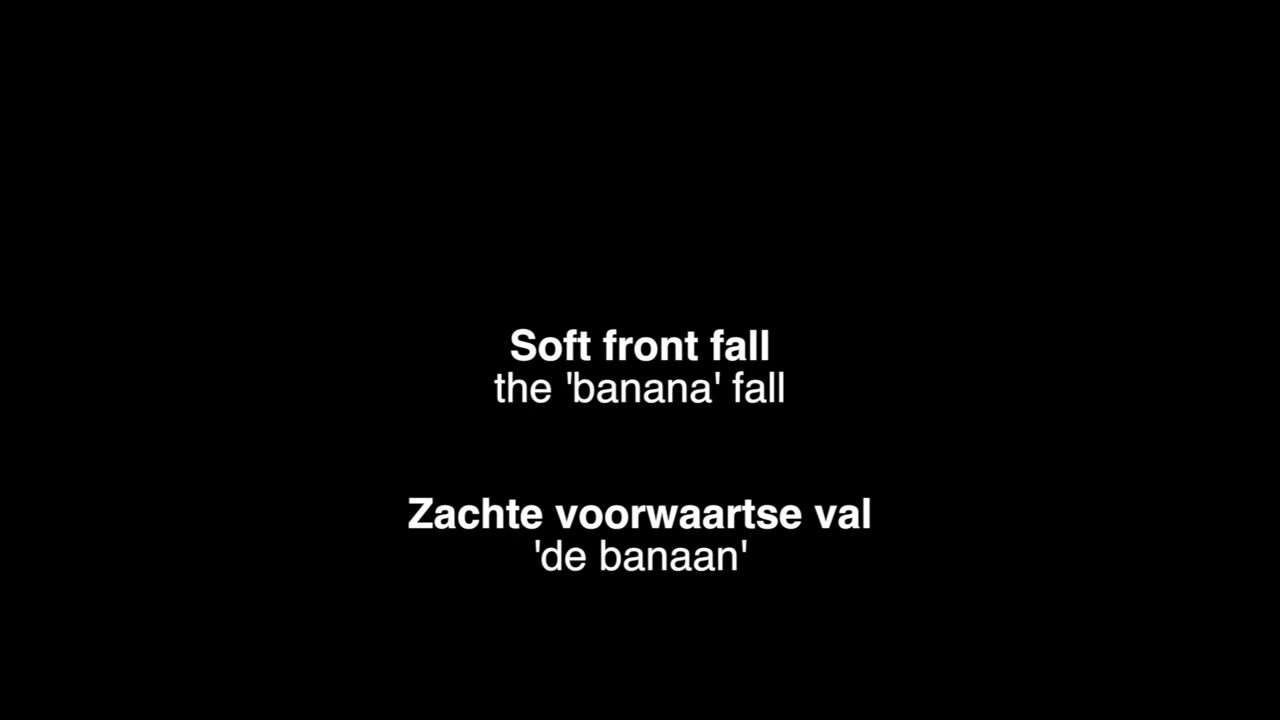 Soft front fall
the 'banana' fall
Zachte voorwaartse val
'de banaan'